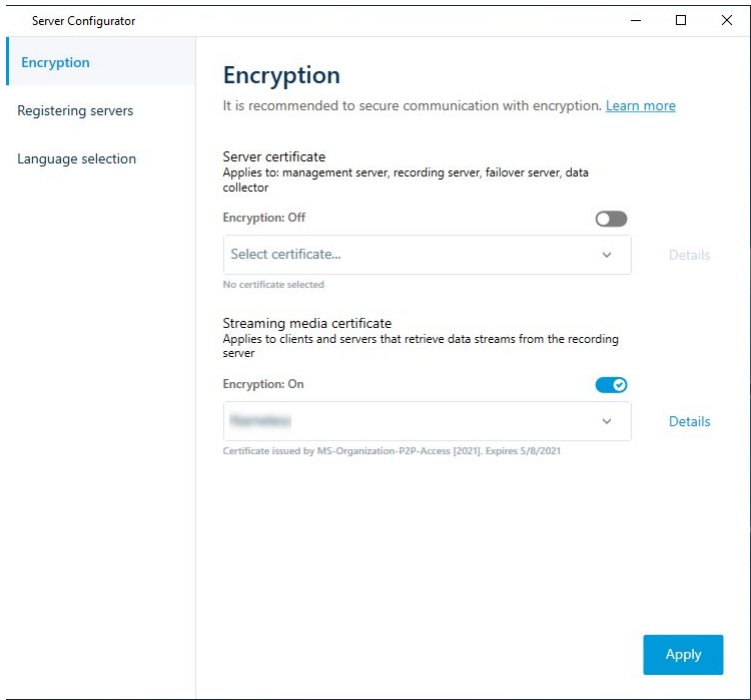 Server Configurator
Encryption
Registering servers
Language selection
Encryption
It is recommended to secure communication with encryption. Learn more
Server certificate
Applies to: management server, recording server, failover server, data
collector
Encryption: Off
Select certificate...
Details
No certificate selected
Streaming media certificate
Applies to clients and servers that retrieve data streams from the recording
server
Encryption: On
Details
Certificate issued by MS-Organization-P2P-Access [2021]. Expires 5/8/2021
Apply